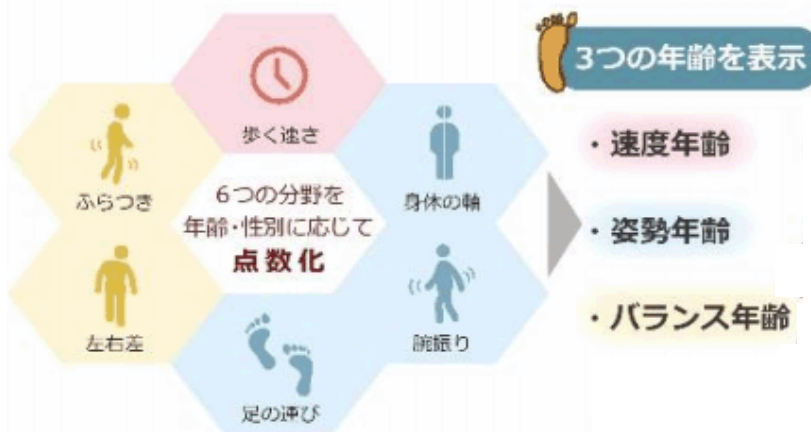 3つの年齢を表示
歩く速さ
ふらつき
身体の軸
6つの分野を
年齢・性別に応じて
点数化
左右差
腕振り
足の運び
・速度年齢
・姿勢年齢
・バランス年齢